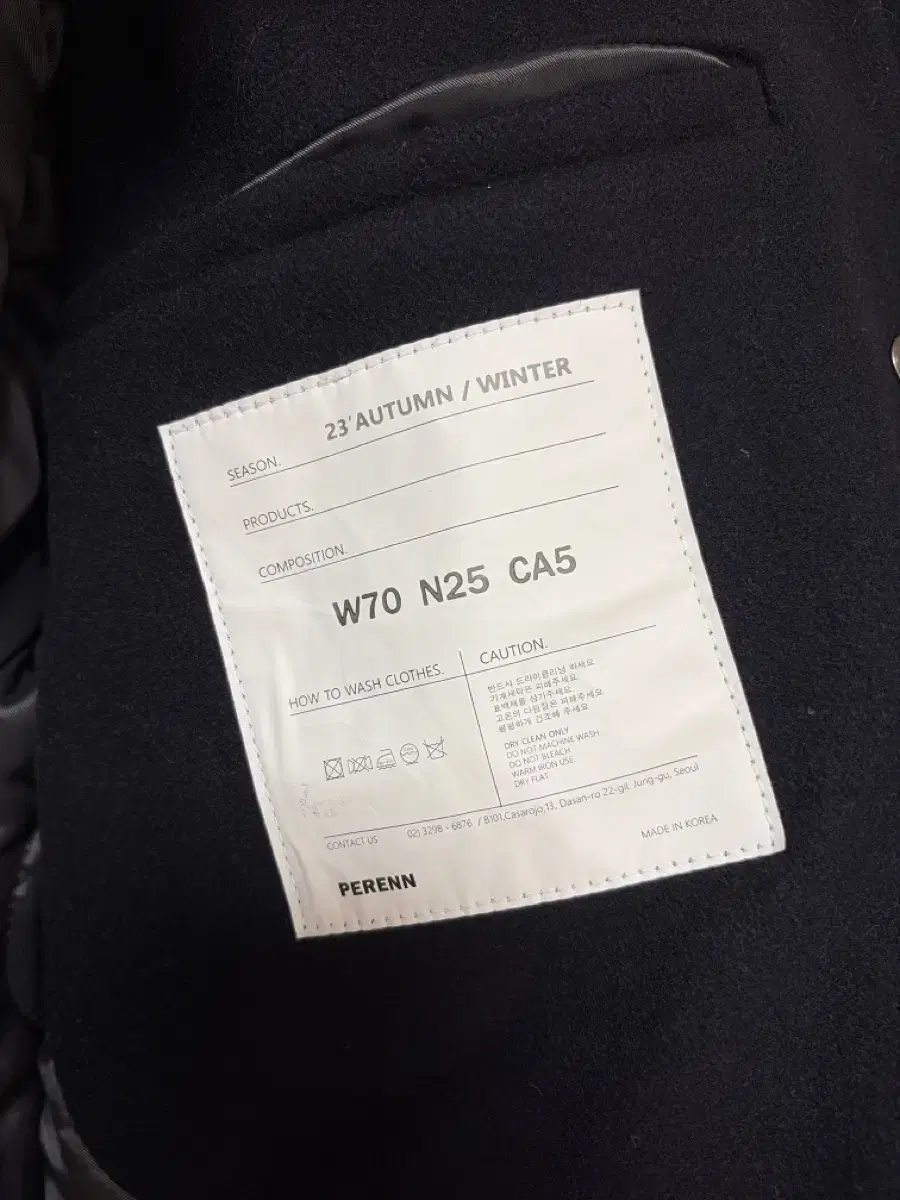 23'AUTUMN / WINTER
SEASON.
PRODUCTS.
COMPOSITION.
W70 N25 CA5
HOW TO WASH CLOTHES.
CAUTION.
반드시 드라이클리닝 하세요
기계세탁은 피해주세요
표백제를 삼가주세요.
고온의 다림질은 피해주세요
평평하게 건조해 주세요
DRY CLEAN ONLY
DO NOT MACHINE WASH
DO NOT BLEACH
WARM IRON USE
DRY FLAT
CONTACT US 02) 3298 - 6876 / B101,Casarojo,13, Dasan-ro 22-gil, Jung-gu, Seoul
MADE IN KOREA
PERENN